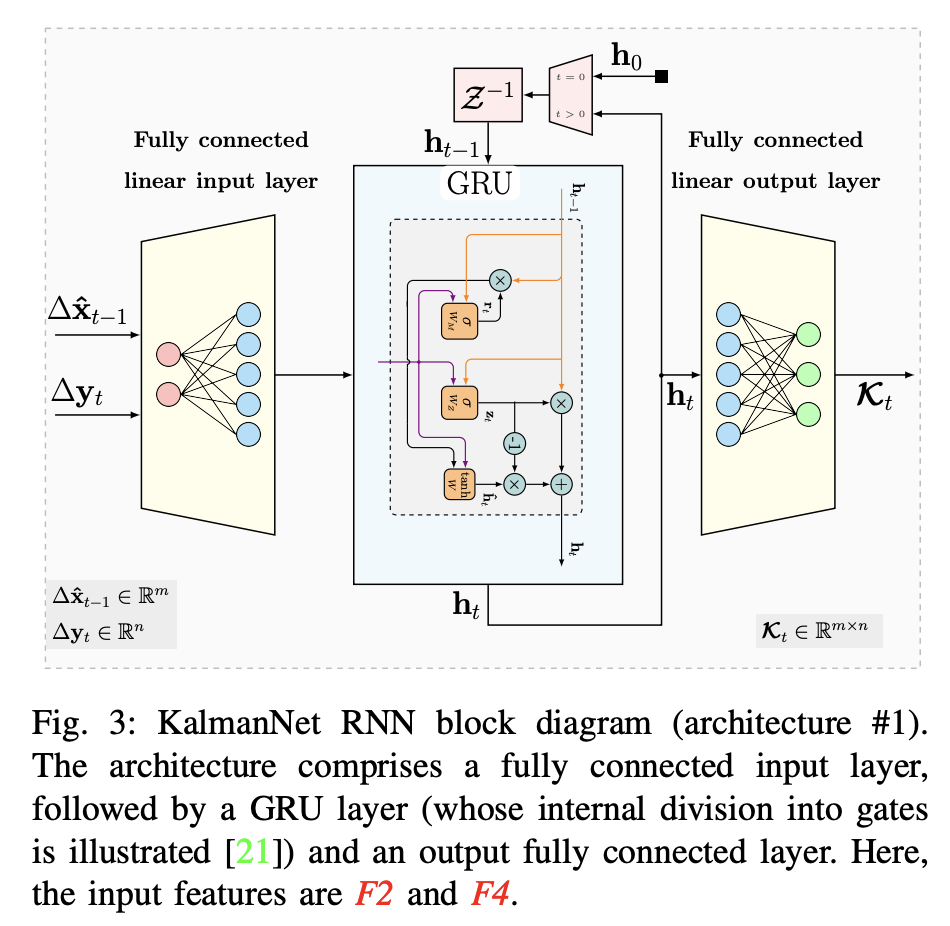 h₀
t = 0
𝒵⁻¹
t > 0
Fully connected
linear input layer
hₜ₋₁
Fully connected
linear output layer
GRU
hₜ₋₁
Δx̂ₜ₋₁
Δyₜ
×
σ
W_M
rₜ
σ
W_Z
zₜ
×
-1
tanh
W
ĥₜ
×
+
hₜ
hₜ
𝓚ₜ
hₜ
Δx̂ₜ₋₁ ∈ ℝᵐ
Δyₜ ∈ ℝⁿ
𝓚ₜ ∈ ℝᵐˣⁿ
Fig. 3: KalmanNet RNN block diagram (architecture #1).
The architecture comprises a fully connected input layer,
followed by a GRU layer (whose internal division into gates
is illustrated [21]) and an output fully connected layer. Here,
the input features are F2 and F4.